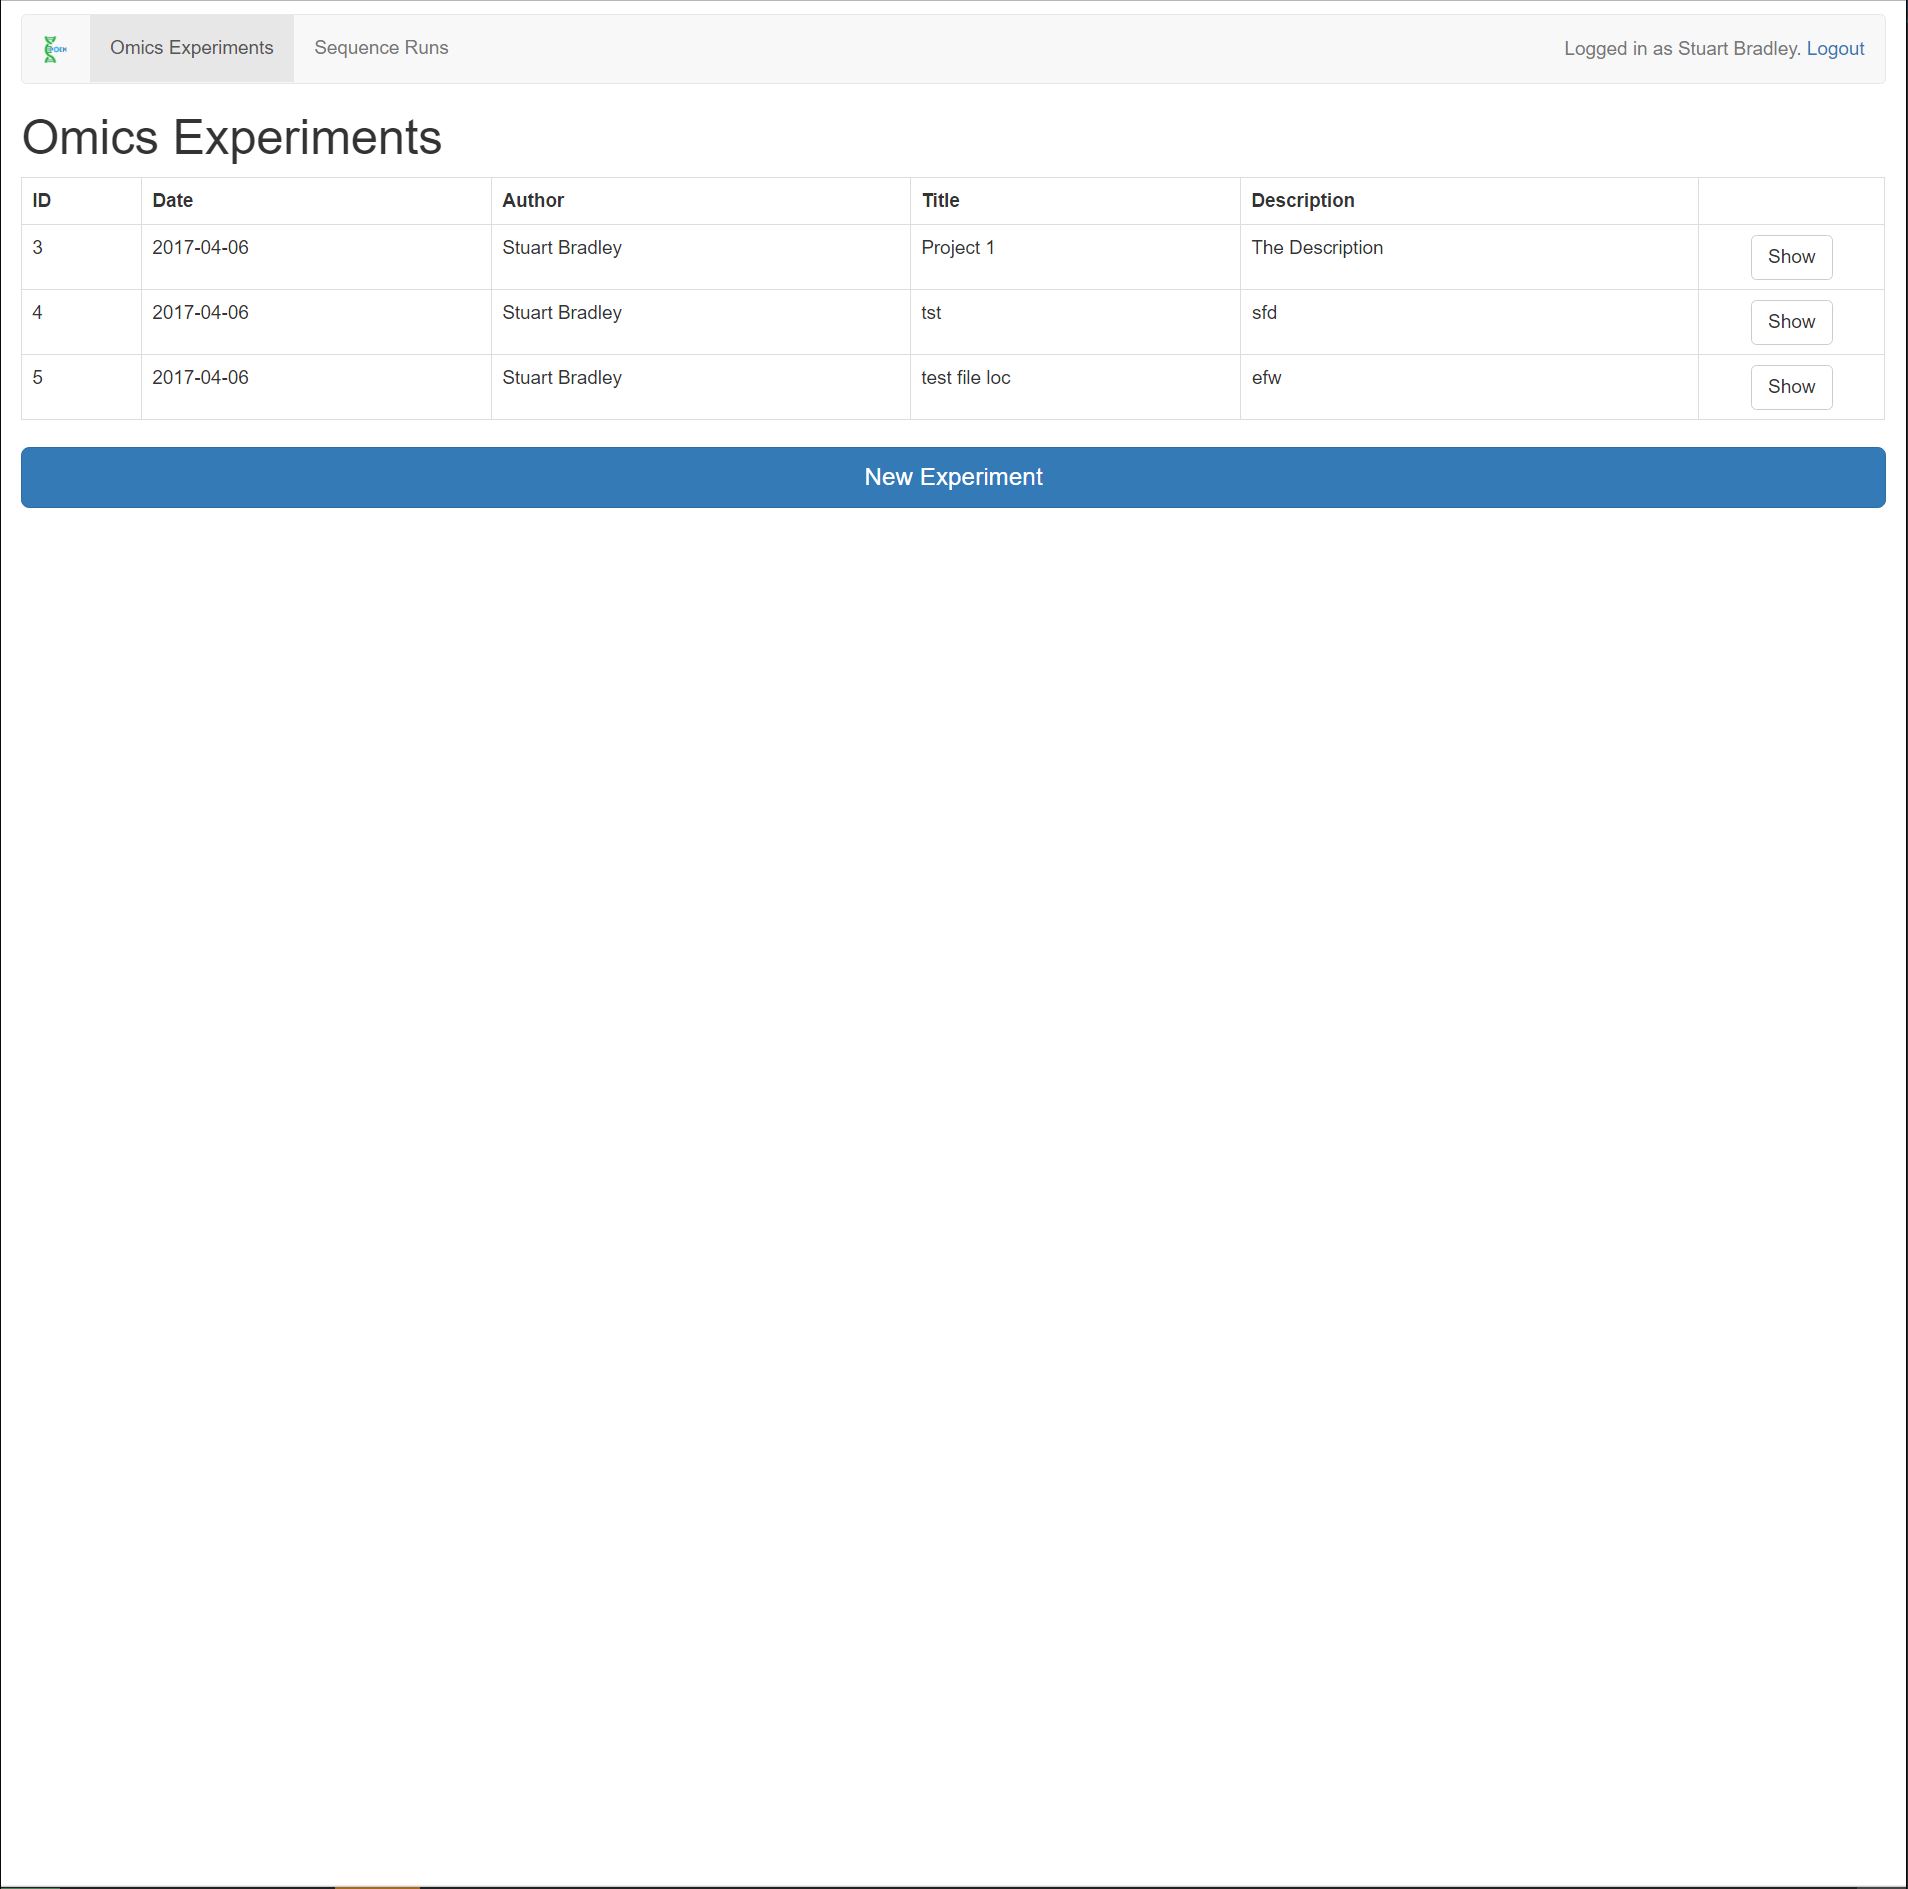 Omics Experiments Sequence Runs Logged in as Stuart Bradley. Logout
Omics Experiments
ID Date Author Title Description
3 2017-04-06 Stuart Bradley Project 1 The Description Show
4 2017-04-06 Stuart Bradley tst sfd Show
5 2017-04-06 Stuart Bradley test file loc efw Show
New Experiment